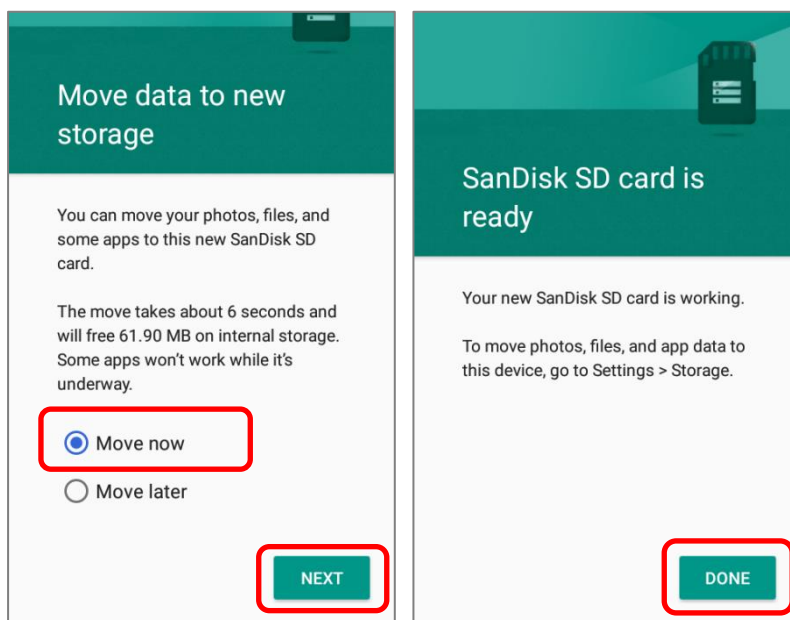 Move data to new
storage
You can move your photos, files, and
some apps to this new SanDisk SD
card.
The move takes about 6 seconds and
will free 61.90 MB on internal storage.
Some apps won't work while it's
underway.
Move now
Move later
NEXT
SanDisk SD card is
ready
Your new SanDisk SD card is working.
To move photos, files, and app data to
this device, go to Settings > Storage.
DONE